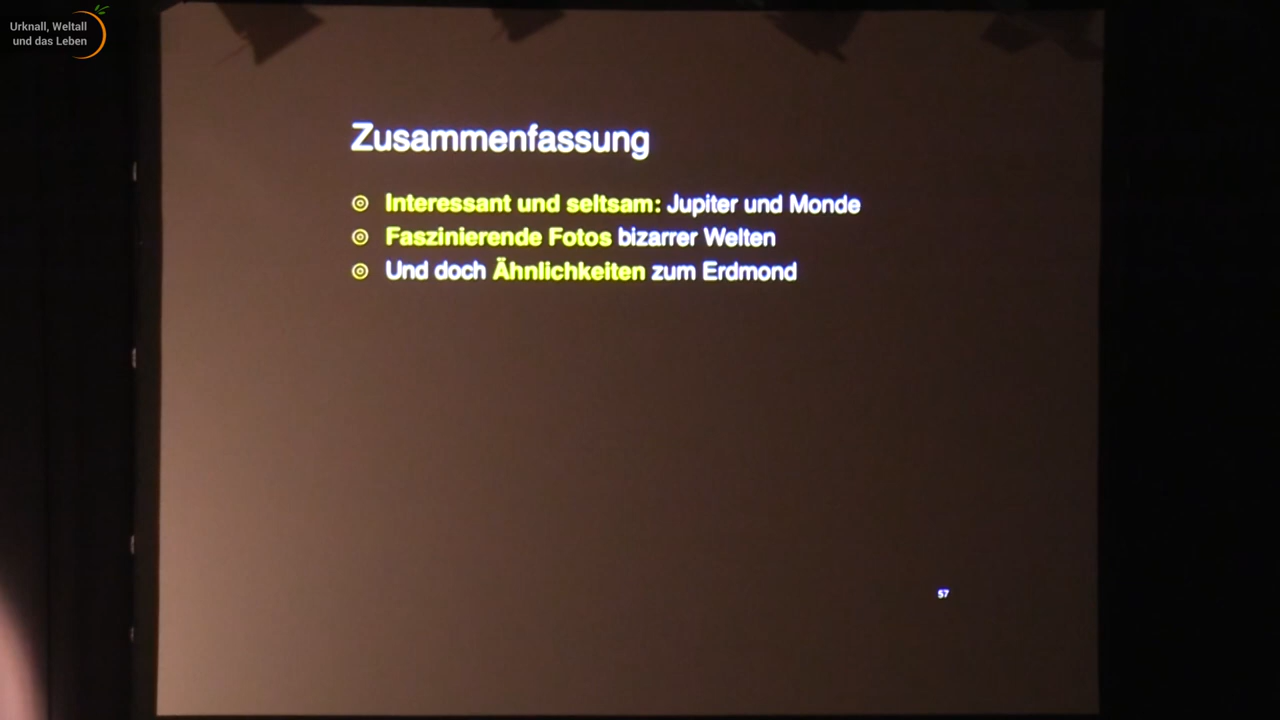 Urknall, Weltall
und das Leben
Zusammenfassung
Interessant und seltsam: Jupiter und Monde
Faszinierende Fotos bizarrer Welten
Und doch Ähnlichkeiten zum Erdmond
57